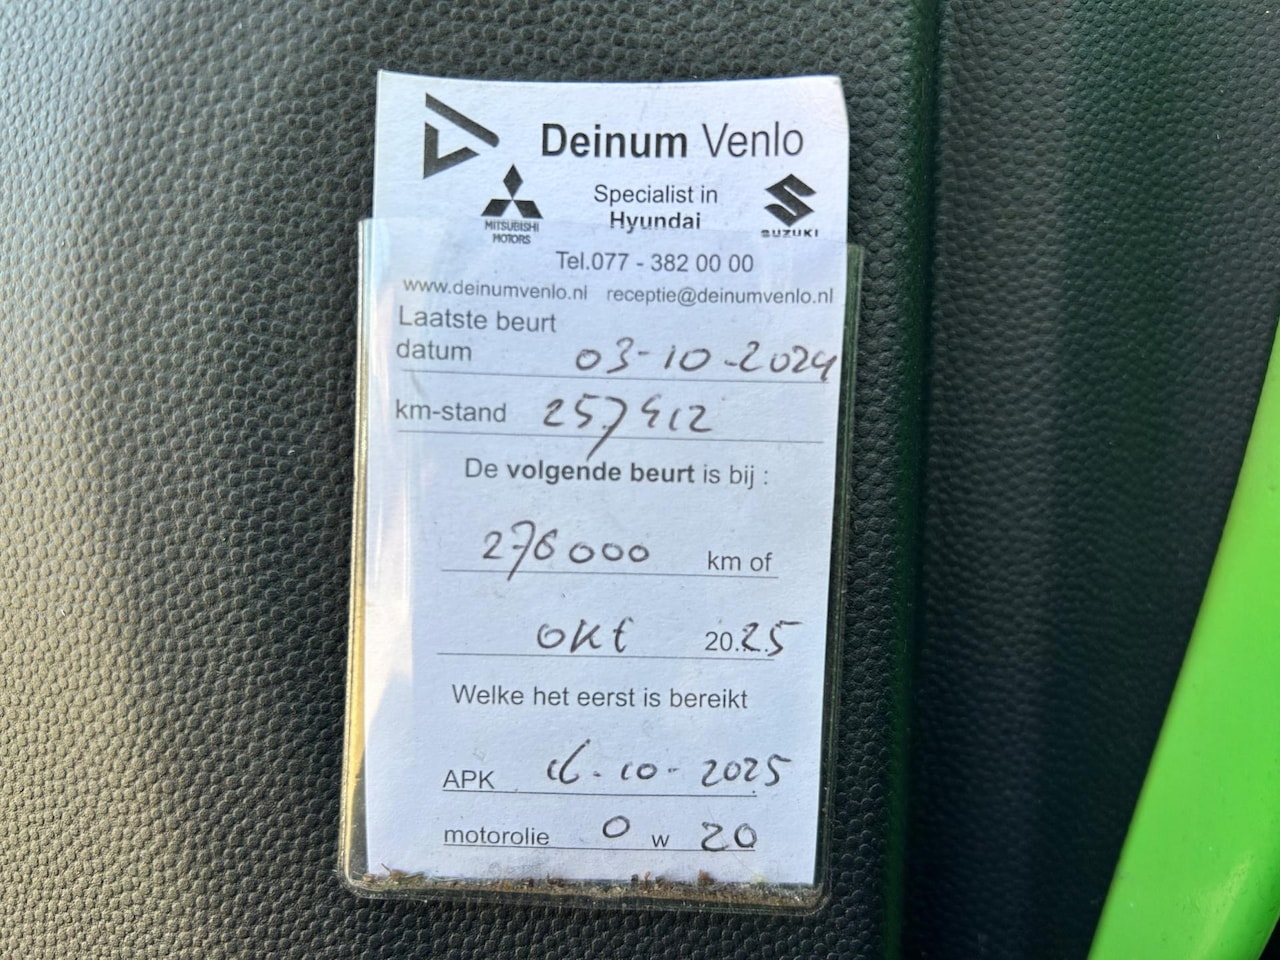 Deinum Venlo
Specialist in
Hyundai
MITSUBISHI
MOTORS
SUZUKI
Tel.077 - 382 00 00
www.deinumvenlo.nl receptie@deinumvenlo.nl
Laatste beurt
datum 03-10-2024
km-stand 257912
De volgende beurt is bij :
276000 km of
okt 20.25
Welke het eerst is bereikt
APK 16-10-2025
motorolie 0 w 20